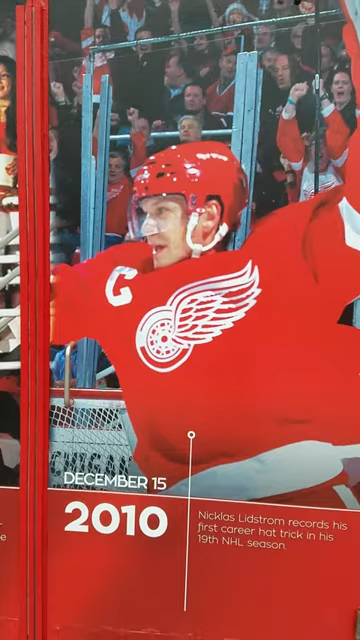 C
DECEMBER 15
2010
Nicklas Lidstrom records his
first career hat trick in his
19th NHL season.